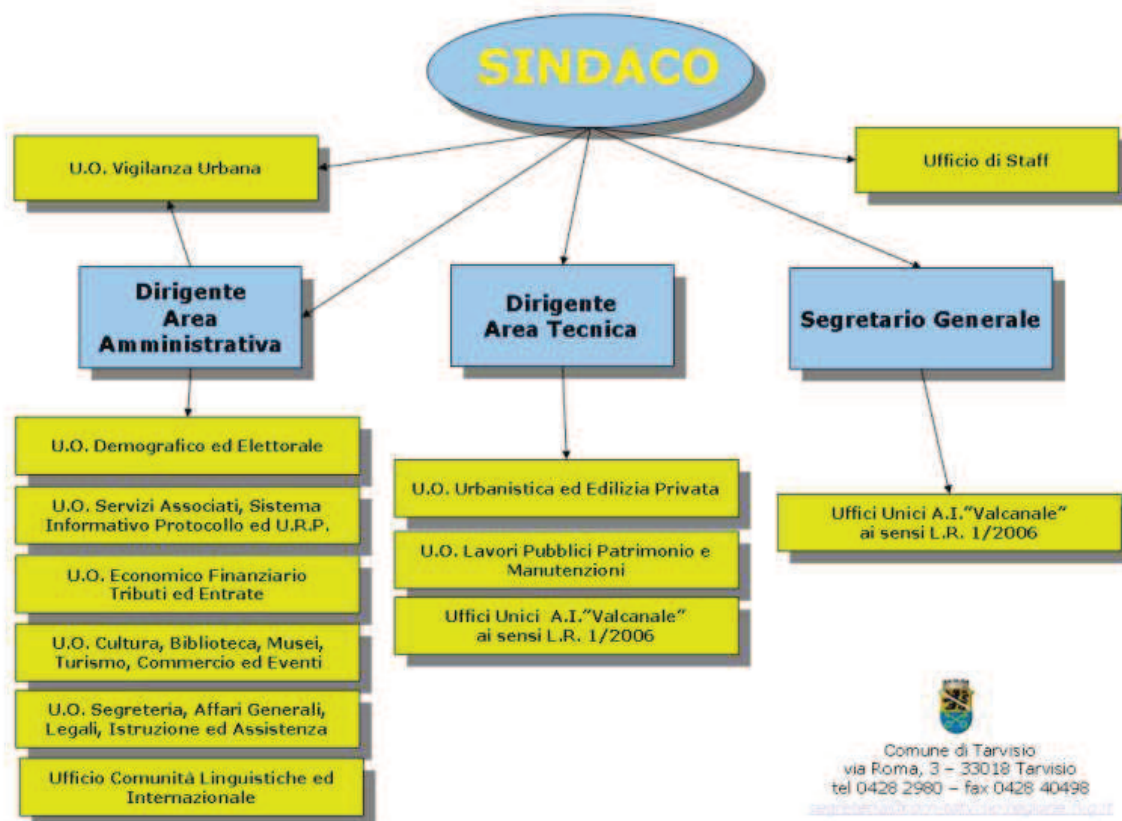 SINDACO
U.O. Vigilanza Urbana
Ufficio di Staff
Dirigente
Area
Amministrativa
Dirigente
Area Tecnica
Segretario Generale
U.O. Demografico ed Elettorale
U.O. Servizi Associati, Sistema
Informativo Protocollo ed U.R.P.
U.O. Economico Finanziario
Tributi ed Entrate
U.O. Cultura, Biblioteca, Musei,
Turismo, Commercio ed Eventi
U.O. Segreteria, Affari Generali,
Legali, Istruzione ed Assistenza
Ufficio Comunità Linguistiche ed
Internazionale
U.O. Urbanistica ed Edilizia Privata
U.O. Lavori Pubblici Patrimonio e
Manutenzioni
Uffici Unici A.I."Valcanale"
ai sensi L.R. 1/2006
Uffici Unici A.I."Valcanale"
ai sensi L.R. 1/2006
Comune di Tarvisio
via Roma, 3 – 33018 Tarvisio
tel 0428 2980 – fax 0428 40498